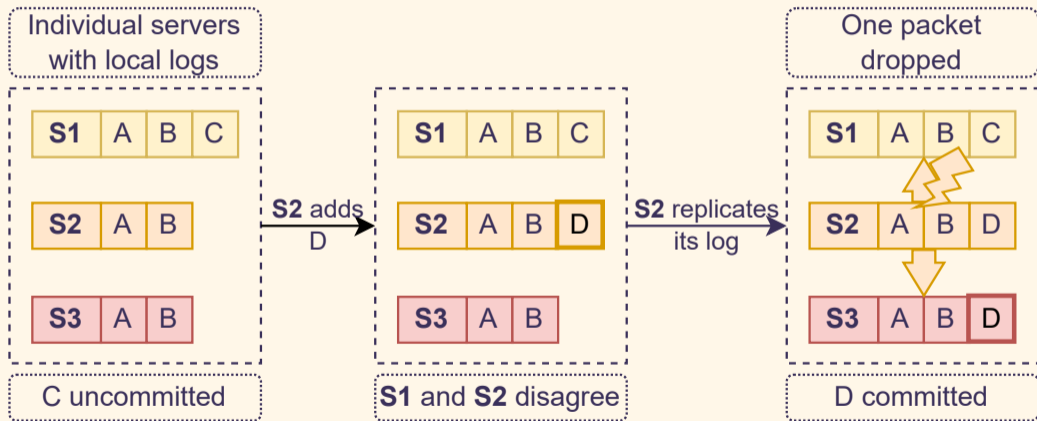 Individual servers
with local logs
One packet
dropped
S1 A B C
S1 A B C
S1 A B C
S2 A B
S2 adds
D
S2 A B D
S2 replicates
its log
S2 A B D
S3 A B
S3 A B
S3 A B D
C uncommitted
S1 and S2 disagree
D committed